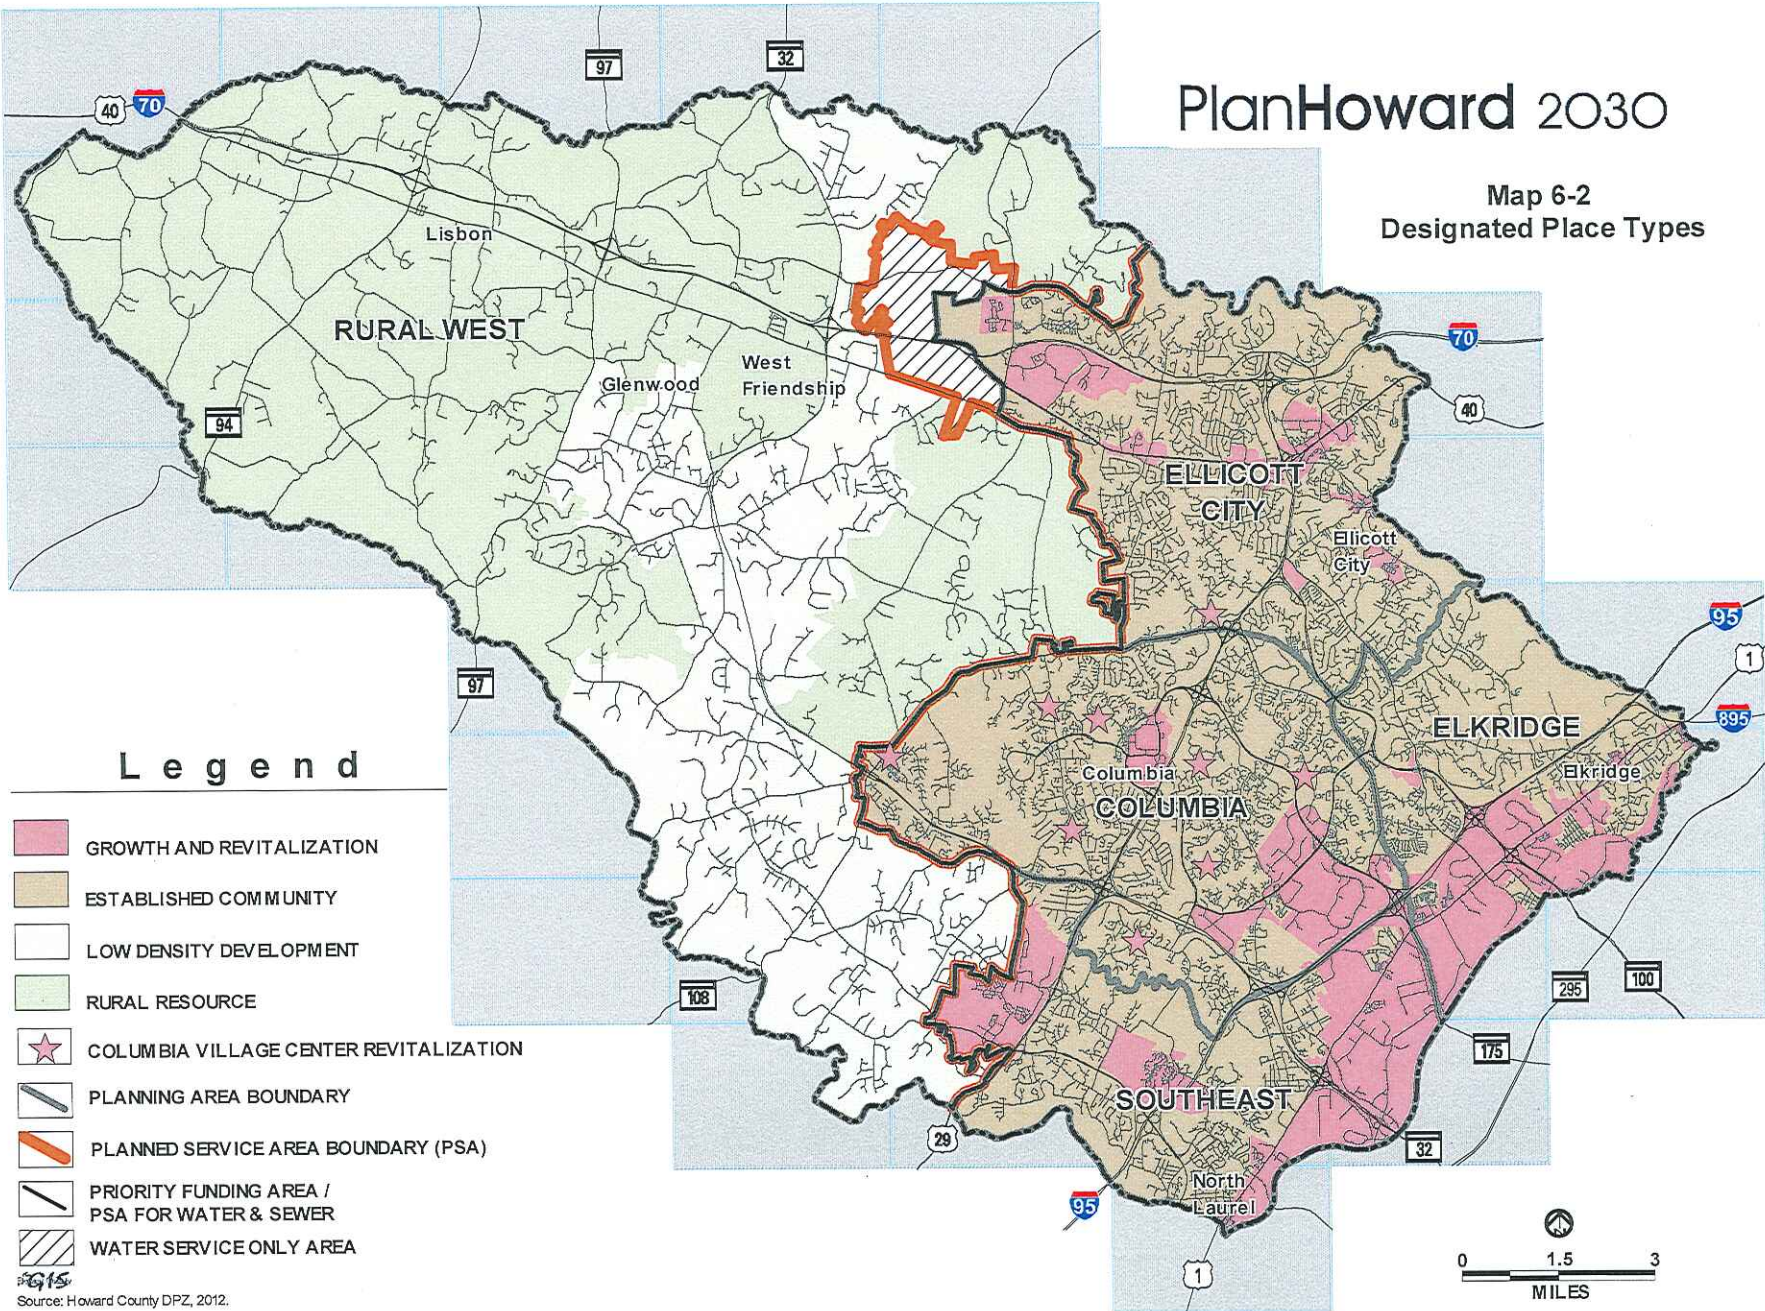 PlanHoward 2030
Map 6-2
Designated Place Types
40
70
97
32
Lisbon
RURAL WEST
Glenwood
West
Friendship
94
70
40
ELLICOTT
CITY
Ellicott
City
95
1
895
97
ELKRIDGE
Elkridge
Columbia
COLUMBIA
108
295
100
175
SOUTHEAST
29
32
North
Laurel
95
1
Legend
GROWTH AND REVITALIZATION
ESTABLISHED COMMUNITY
LOW DENSITY DEVELOPMENT
RURAL RESOURCE
COLUMBIA VILLAGE CENTER REVITALIZATION
PLANNING AREA BOUNDARY
PLANNED SERVICE AREA BOUNDARY (PSA)
PRIORITY FUNDING AREA /
PSA FOR WATER & SEWER
WATER SERVICE ONLY AREA
GIS
Source: Howard County DPZ, 2012.
N
0 1.5 3
MILES